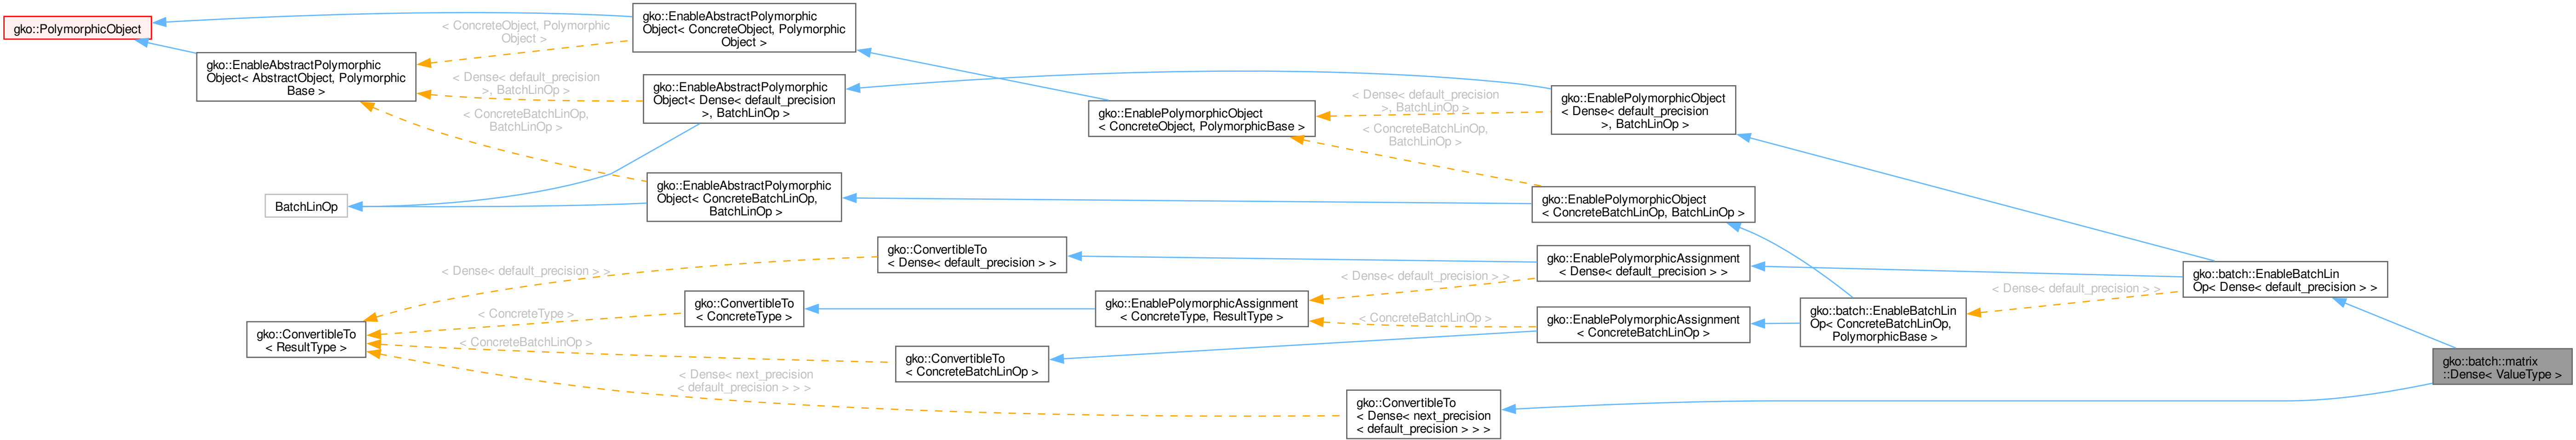 gko::PolymorphicObject
gko::EnableAbstractPolymorphic
Object< AbstractObject, Polymorphic
Base >
BatchLinOp
gko::ConvertibleTo
< ResultType >
< ConcreteObject, Polymorphic
Object >
< Dense< default_precision
>, BatchLinOp >
< ConcreteBatchLinOp,
BatchLinOp >
< Dense< default_precision > >
< ConcreteType >
< ConcreteBatchLinOp >
< Dense< next_precision
< default_precision > > >
gko::EnableAbstractPolymorphic
Object< ConcreteObject, Polymorphic
Object >
gko::EnableAbstractPolymorphic
Object< Dense< default_precision
>, BatchLinOp >
gko::EnableAbstractPolymorphic
Object< ConcreteBatchLinOp,
BatchLinOp >
gko::ConvertibleTo
< Dense< default_precision > >
gko::ConvertibleTo
< ConcreteType >
gko::ConvertibleTo
< ConcreteBatchLinOp >
gko::EnablePolymorphicObject
< ConcreteObject, PolymorphicBase >
gko::EnablePolymorphicAssignment
< ConcreteType, ResultType >
< Dense< default_precision
>, BatchLinOp >
< ConcreteBatchLinOp,
BatchLinOp >
< Dense< default_precision > >
< ConcreteBatchLinOp >
gko::ConvertibleTo
< Dense< next_precision
< default_precision > > >
gko::EnablePolymorphicObject
< Dense< default_precision
>, BatchLinOp >
gko::EnablePolymorphicObject
< ConcreteBatchLinOp, BatchLinOp >
gko::EnablePolymorphicAssignment
< Dense< default_precision > >
gko::EnablePolymorphicAssignment
< ConcreteBatchLinOp >
gko::batch::EnableBatchLin
Op< ConcreteBatchLinOp,
PolymorphicBase >
< Dense< default_precision > >
gko::batch::EnableBatchLin
Op< Dense< default_precision > >
gko::batch::matrix
::Dense< ValueType >